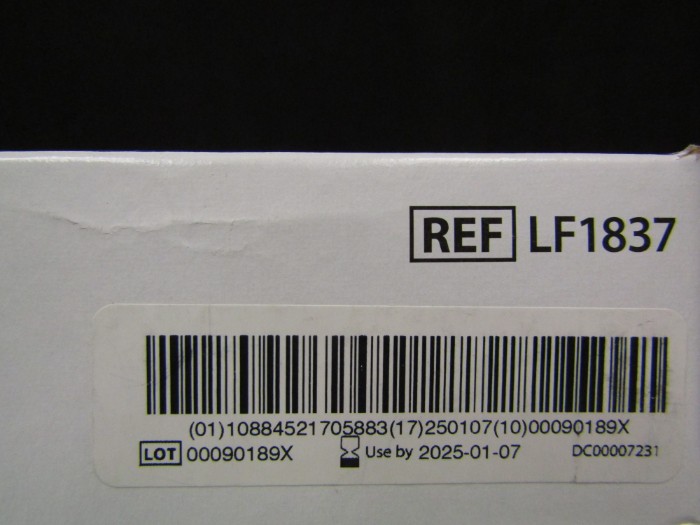 REF LF1837
(01)10884521705883(17)250107(10)00090189X
LOT 00090189X Use by 2025-01-07 DC00007231